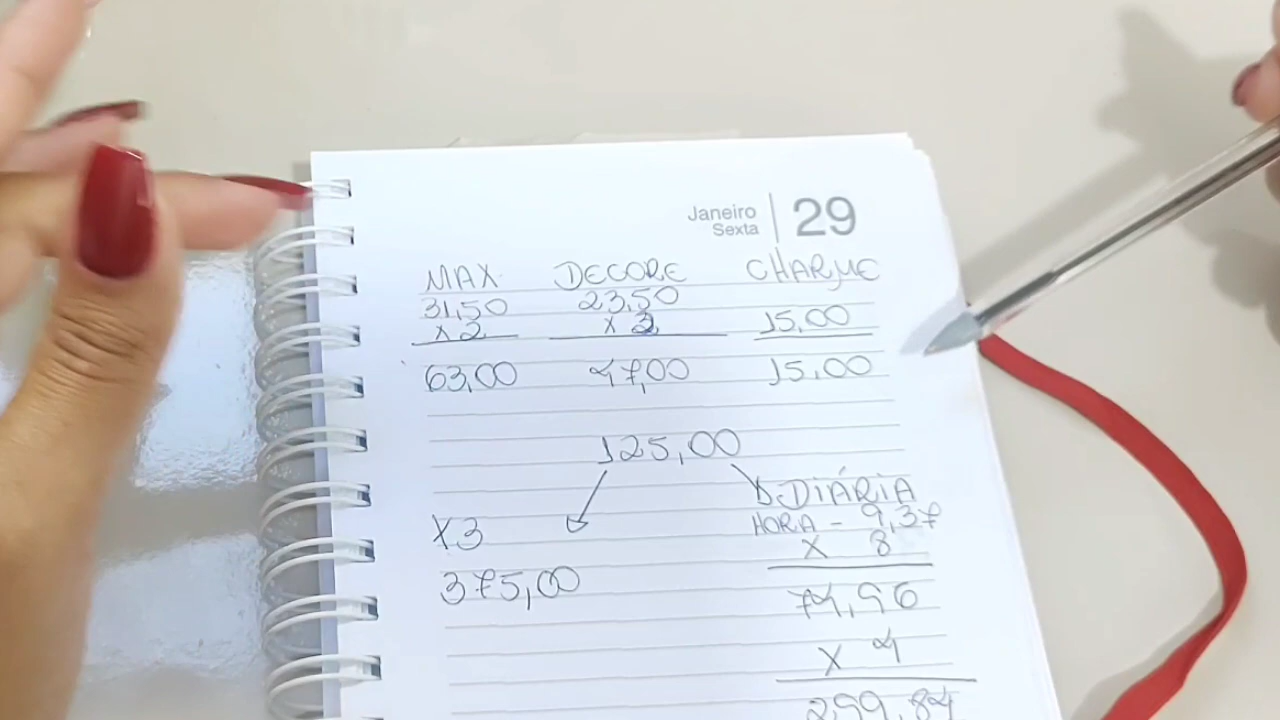 Janeiro
Sexta
29
MAX DECORE CHARME
31,50 23,50
x2 x 2 15,00
63,00 47,00 15,00
125,00
D.DIÁRIA
X3 HORA - 9,37
X 8
375,00
74,96
X 4
299,84